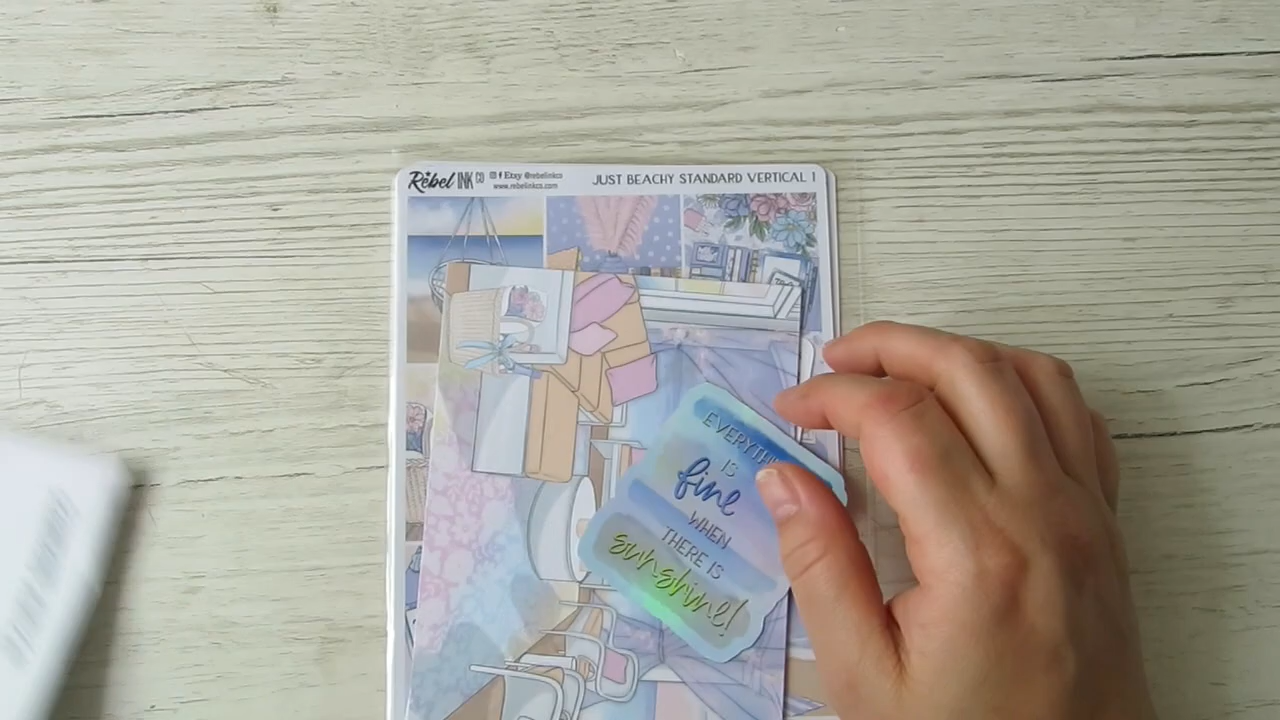 Rebel INK CO
Etsy @rebelinkco
www.rebelinkco.com
JUST BEACHY STANDARD VERTICAL 1
IS
fine
WHEN
THERE IS
sunshine!